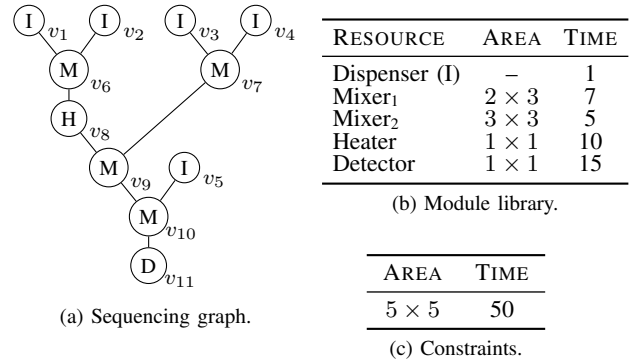 I I I I
v1 v2 v3 v4
M M
v6 v7
H
v8
M I
v9 v5
M
v10
D
v11
(a) Sequencing graph.
RESOURCE AREA TIME
Dispenser (I) – 1
Mixer1 2 × 3 7
Mixer2 3 × 3 5
Heater 1 × 1 10
Detector 1 × 1 15
(b) Module library.
AREA TIME
5 × 5 50
(c) Constraints.